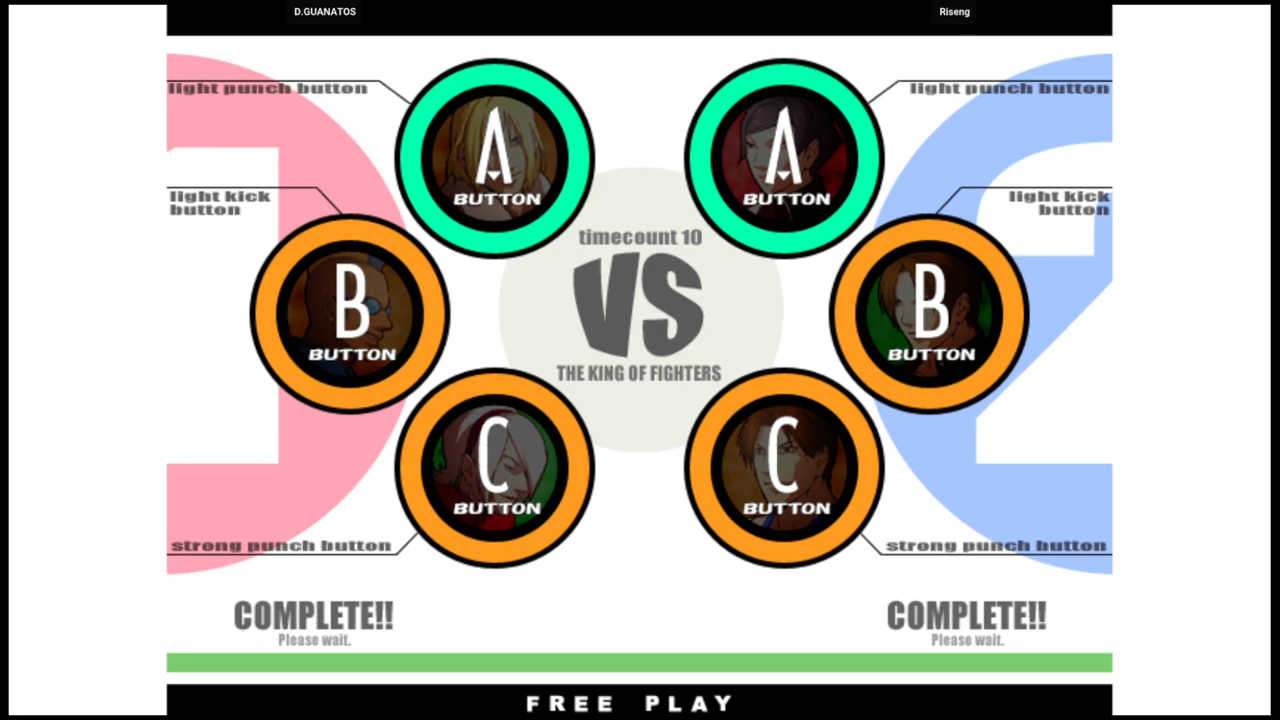 D.GUANATOS
Riseng
light punch button
light punch button
A
BUTTON
A
BUTTON
light kick
button
light kick
button
timecount 10
VS
THE KING OF FIGHTERS
B
BUTTON
B
BUTTON
C
BUTTON
C
BUTTON
strong punch button
strong punch button
COMPLETE!!
Please wait.
COMPLETE!!
Please wait.
FREE PLAY
1
2